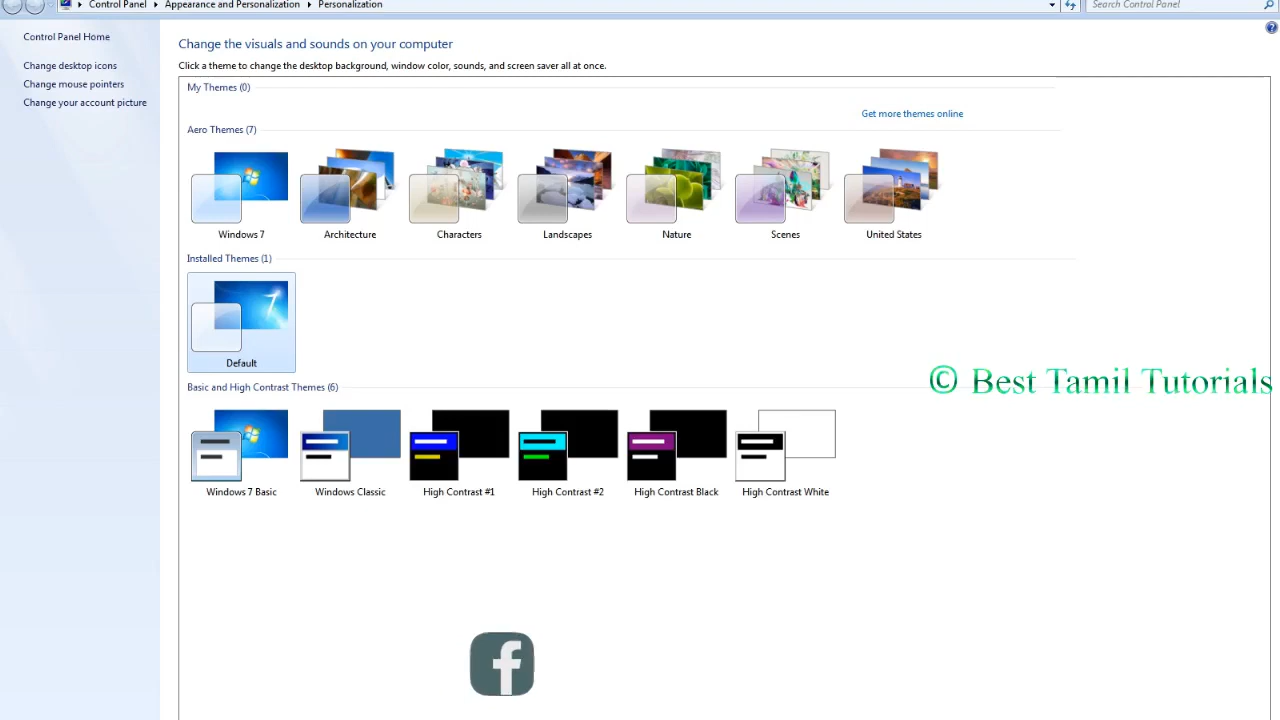 Control Panel
Appearance and Personalization
Personalization
Search Control Panel
Control Panel Home
Change desktop icons
Change mouse pointers
Change your account picture
Change the visuals and sounds on your computer
Click a theme to change the desktop background, window color, sounds, and screen saver all at once.
My Themes (0)
Get more themes online
Aero Themes (7)
Windows 7
Architecture
Characters
Landscapes
Nature
Scenes
United States
Installed Themes (1)
Default
© Best Tamil Tutorials
Basic and High Contrast Themes (6)
Windows 7 Basic
Windows Classic
High Contrast #1
High Contrast #2
High Contrast Black
High Contrast White